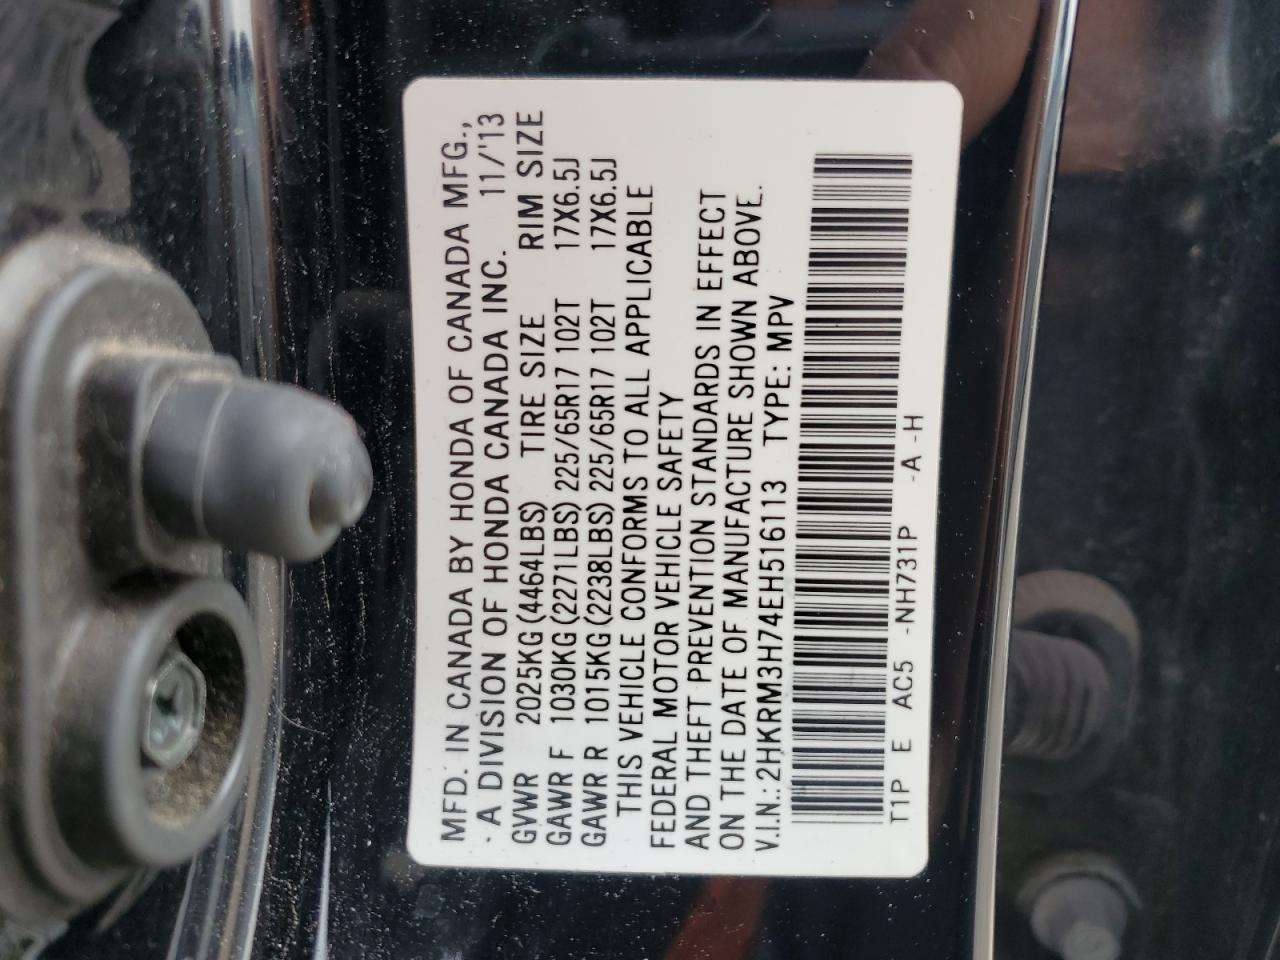 MFD. IN CANADA BY HONDA OF CANADA MFG.,
A DIVISION OF HONDA CANADA INC. 11/'13
GVWR 2025KG(4464LBS) TIRE SIZE RIM SIZE
GAWR F 1030KG(2271LBS) 225/65R17 102T 17X6.5J
GAWR R 1015KG(2238LBS) 225/65R17 102T 17X6.5J
THIS VEHICLE CONFORMS TO ALL APPLICABLE
FEDERAL MOTOR VEHICLE SAFETY
AND THEFT PREVENTION STANDARDS IN EFFECT
ON THE DATE OF MANUFACTURE SHOWN ABOVE.
V.IN.:2HKRM3H74EH516113 TYPE: MPV
T1P E AC5 -NH731P -A -H